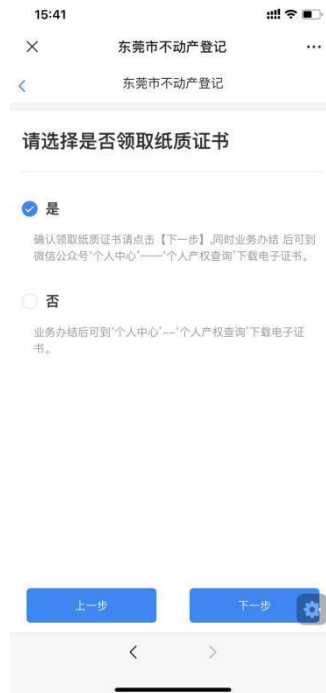 15:41
东莞市不动产登记
东莞市不动产登记
请选择是否领取纸质证书
是
确认领取纸质证书请点击【下一步】,同时业务办结 后可到
微信公众号'个人中心'——'个人产权查询'下载电子证书。
否
业务办结后可到'个人中心'--'个人产权查询'下载电子证
书。
上一步
下一步